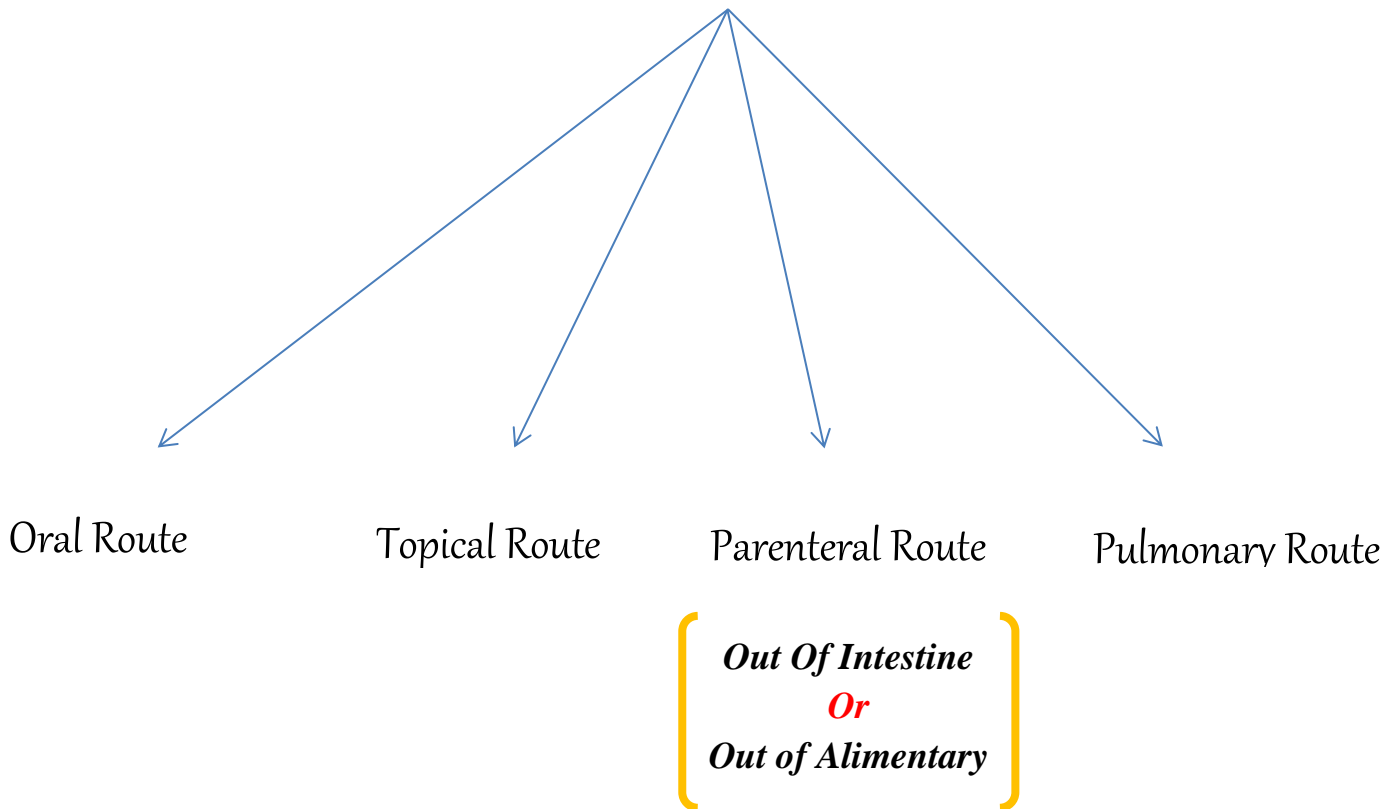 Oral Route
Topical Route
Parenteral Route
Pulmonary Route
Out Of Intestine
Or
Out of Alimentary